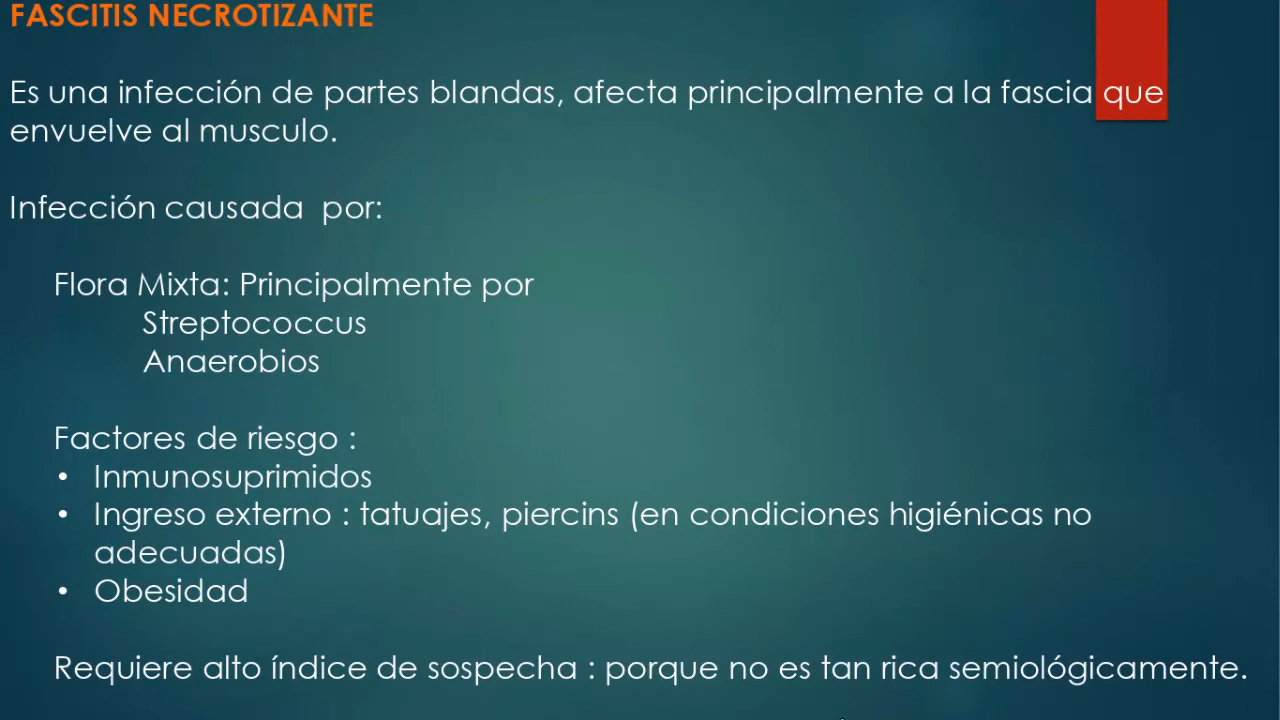 FASCITIS NECROTIZANTE
Es una infección de partes blandas, afecta principalmente a la fascia que
envuelve al musculo.
Infección causada  por:
Flora Mixta: Principalmente por
Streptococcus
Anaerobios
Factores de riesgo :
• Inmunosuprimidos
• Ingreso externo : tatuajes, piercins (en condiciones higiénicas no
adecuadas)
• Obesidad
Requiere alto índice de sospecha : porque no es tan rica semiológicamente.